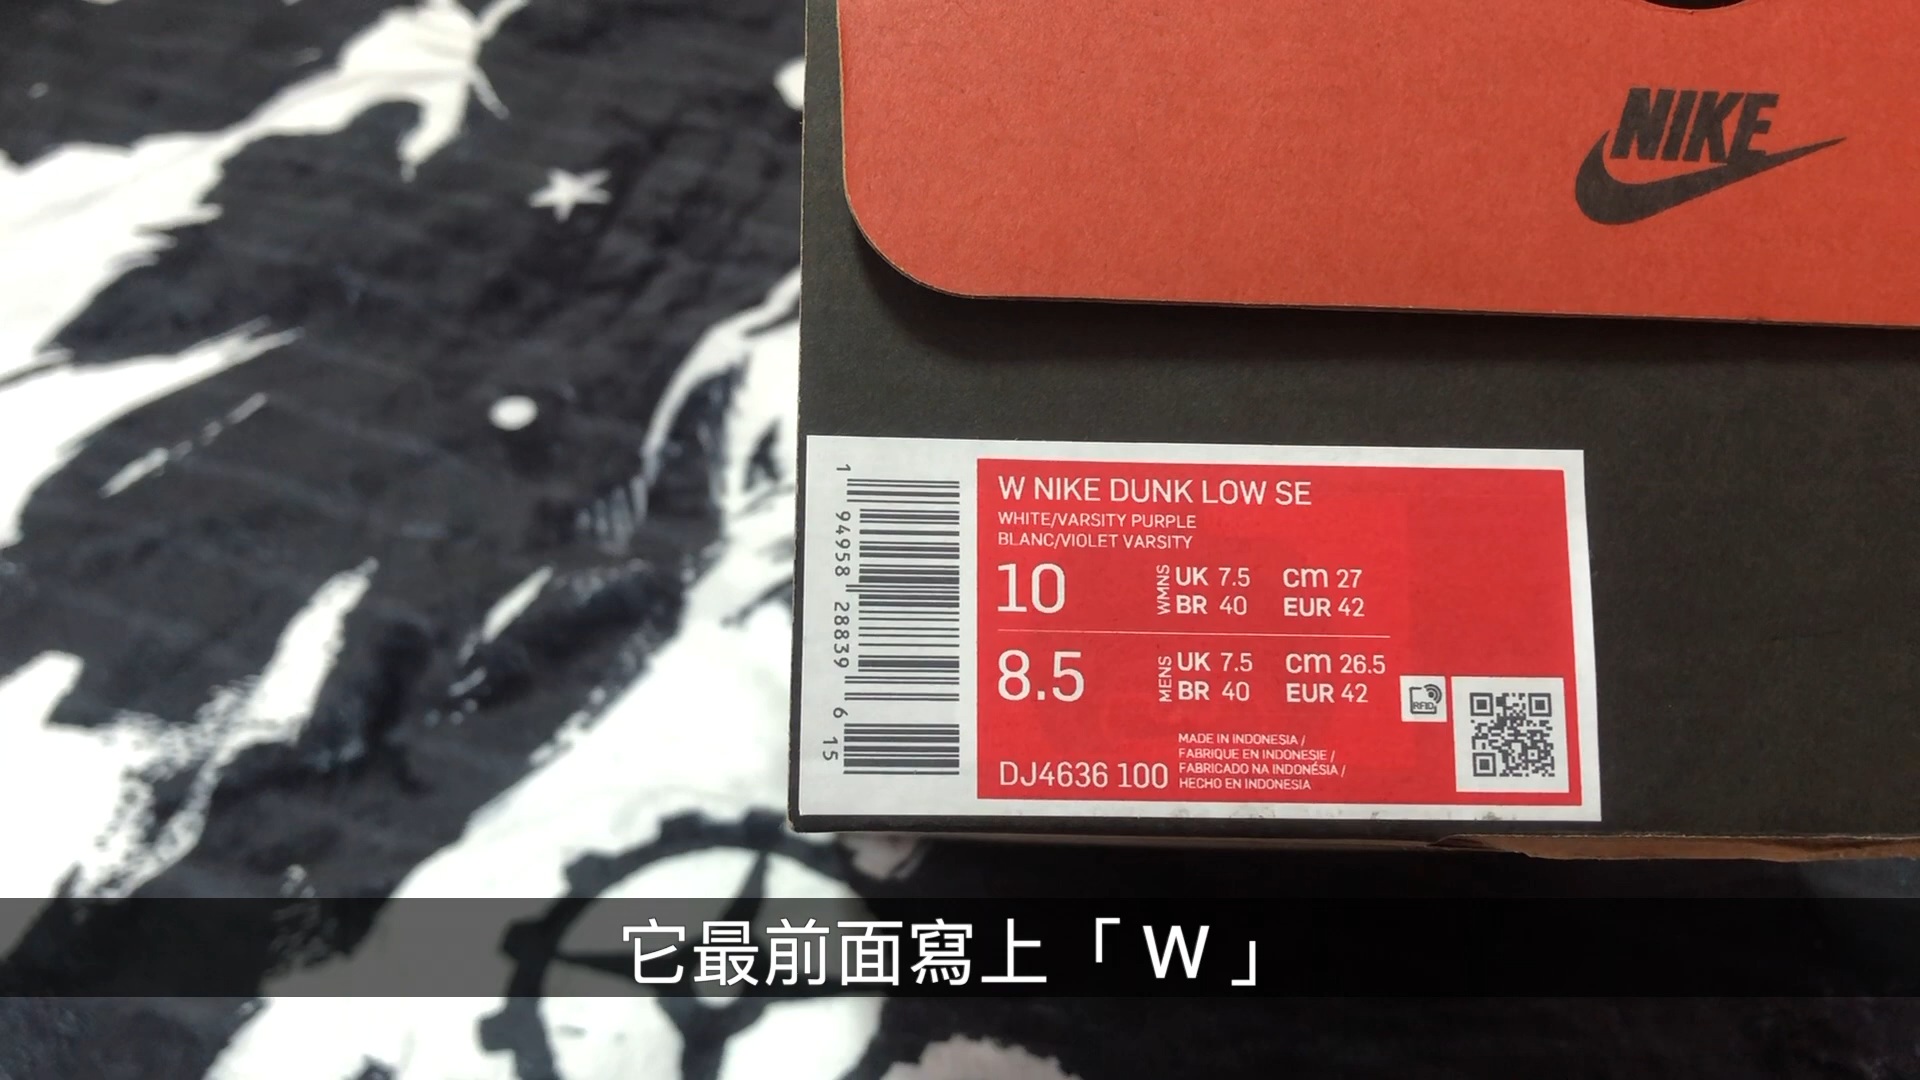 NIKE
W NIKE DUNK LOW SE
WHITE/VARSITY PURPLE
BLANC/VIOLET VARSITY
10 WMNS UK 7.5 cm 27
BR 40 EUR 42
8.5 MENS UK 7.5 cm 26.5
BR 40 EUR 42
RFID
DJ4636 100
MADE IN INDONESIA /
FABRIQUE EN INDONESIE /
FABRICADO NA INDONÉSIA /
HECHO EN INDONESIA
1 94958 28839 6 15
它最前面寫上「W」